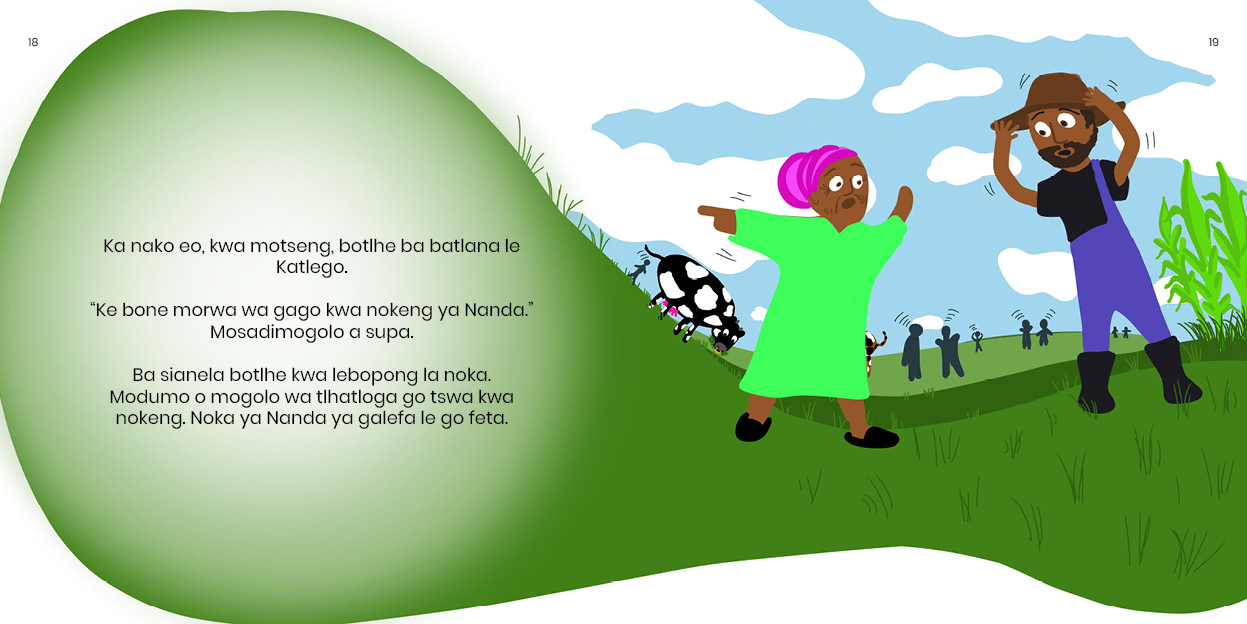 18
19
Ka nako eo, kwa motseng, botlhe ba batlana le
Katlego.
“Ke bone morwa wa gago kwa nokeng ya Nanda.”
Mosadimogolo a supa.
Ba sianela botlhe kwa lebopong la noka.
Modumo o mogolo wa tlhatloga go tswa kwa
nokeng. Noka ya Nanda ya galefa le go feta.